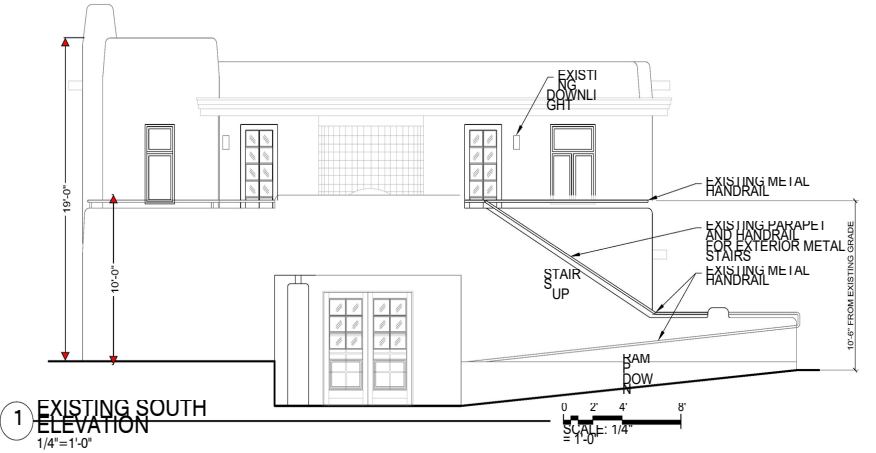 EXISTI
NG
DOWNLI
GHT
EXISTING METAL
HANDRAIL
19'-0"
10'-0"
EXISTING PARAPET
AND HANDRAIL
FOR EXTERIOR METAL
STAIRS
EXISTING METAL
HANDRAIL
STAIR
S
UP
10'-6" FROM EXISTING GRADE
RAM
P
DOW
N
1
EXISTING SOUTH
ELEVATION
1/4"=1'-0"
0 2' 4' 8'
SCALE: 1/4"
= 1'-0"